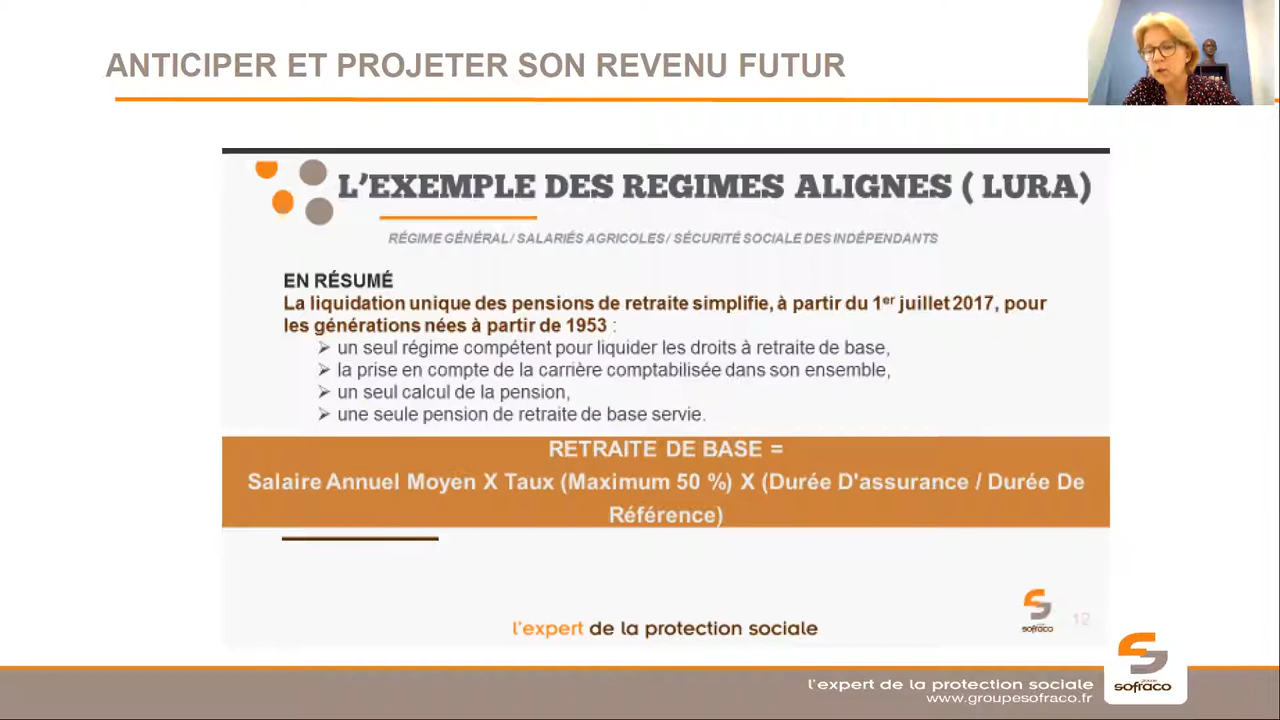 ANTICIPER ET PROJETER SON REVENU FUTUR
L'EXEMPLE DES REGIMES ALIGNES ( LURA)
RÉGIME GÉNÉRAL / SALARIÉS AGRICOLES / SÉCURITÉ SOCIALE DES INDÉPENDANTS
EN RÉSUMÉ
La liquidation unique des pensions de retraite simplifie, à partir du 1er juillet 2017, pour
les générations nées à partir de 1953 :
➢ un seul régime compétent pour liquider les droits à retraite de base,
➢ la prise en compte de la carrière comptabilisée dans son ensemble,
➢ un seul calcul de la pension,
➢ une seule pension de retraite de base servie.
RETRAITE DE BASE =
Salaire Annuel Moyen X Taux (Maximum 50 %) X (Durée D'assurance / Durée De
Référence)
sofraco
12
l'expert de la protection sociale
l'expert de la protection sociale
www.groupesofraco.fr
groupe
sofraco